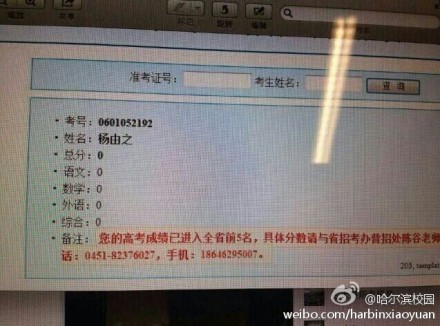 准考证号: 考生姓名: 查 询
• 考号：0601052192
• 姓名：杨由之
• 总分：0
• 语文：0
• 数学：0
• 外语：0
• 综合：0
• 备注： 您的高考成绩已进入全省前5名，具体分数请与省招考办普招处陈谷老师
话：0451-82376027，手机：18646295007。
@哈尔滨校园
weibo.com/harbinxiaoyuan